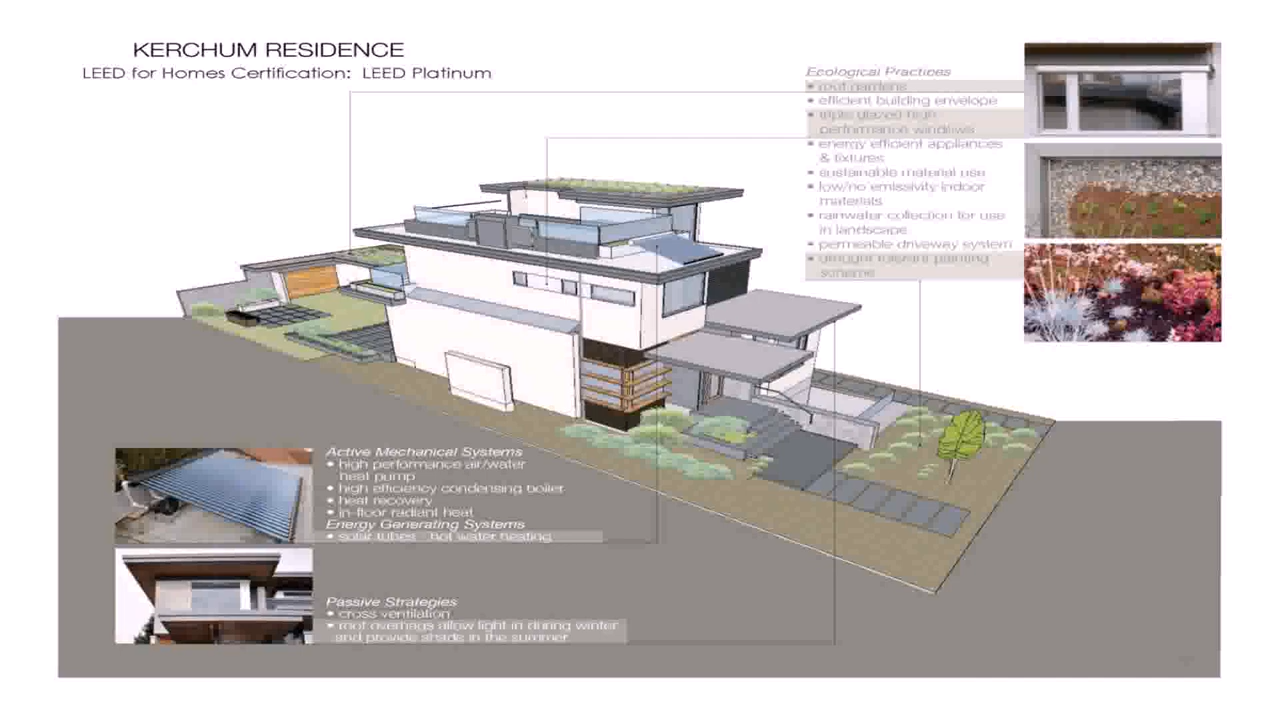 KERCHUM RESIDENCE
LEED for Homes Certification: LEED Platinum
Ecological Practices
• roof gardens
• efficient building envelope
• triple glazed high
performance windows
• energy efficient appliances
& fixtures
• sustainable material use
• low/no emissivity indoor
materials
• rainwater collection for use
in landscape
• permeable driveway system
• drought tolerant planting
scheme
Active Mechanical Systems
• high performance air/water
heat pump
• high efficiency condensing boiler
• heat recovery
• in-floor radiant heat
Energy Generating Systems
• solar tubes - hot water heating
Passive Strategies
• cross ventilation
• roof overhags allow light in during winter
and provide shade in the summer